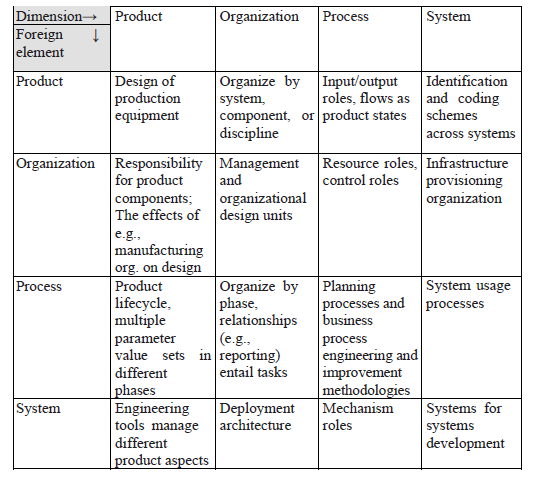 Dimension→ Product Organization Process System
Foreign ↓
element
Product Design of Organize by Input/output Identification
production system, roles, flows as and coding
equipment component, or product states schemes
discipline across systems
Organization Responsibility Management Resource roles, Infrastructure
for product and control roles provisioning
components; organizational organization
The effects of design units
e.g.,
manufacturing
org. on design
Process Product Organize by Planning System usage
lifecycle, phase, processes and processes
multiple relationships business
parameter (e.g., process
value sets in reporting) engineering and
different entail tasks improvement
phases methodologies
System Engineering Deployment Mechanism Systems for
tools manage architecture roles systems
different development
product aspects